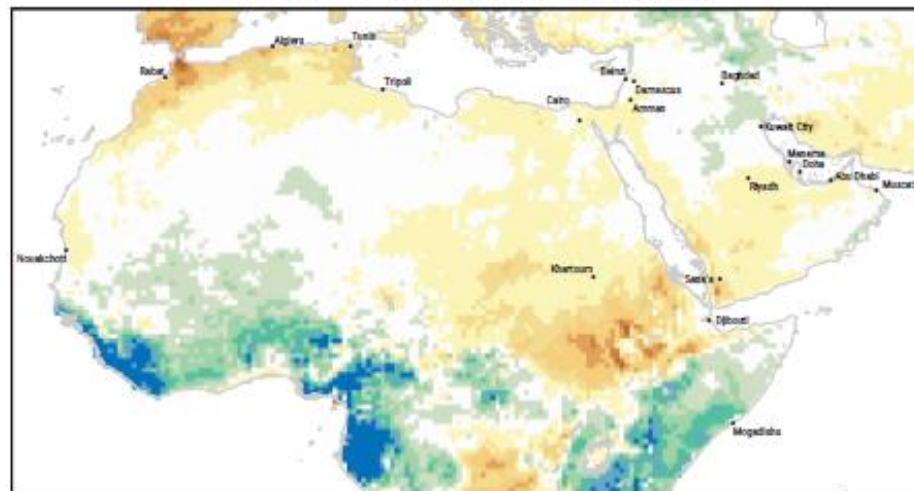 Algiers
Tunis
Rabat
Tripoli
Beirut
Damascus
Baghdad
Cairo
Amman
Kuwait City
Manama
Doha
Riyadh
Abu Dhabi
Muscat
Nouakchott
Khartoum
Sana'a
Djibouti
Mogadishu